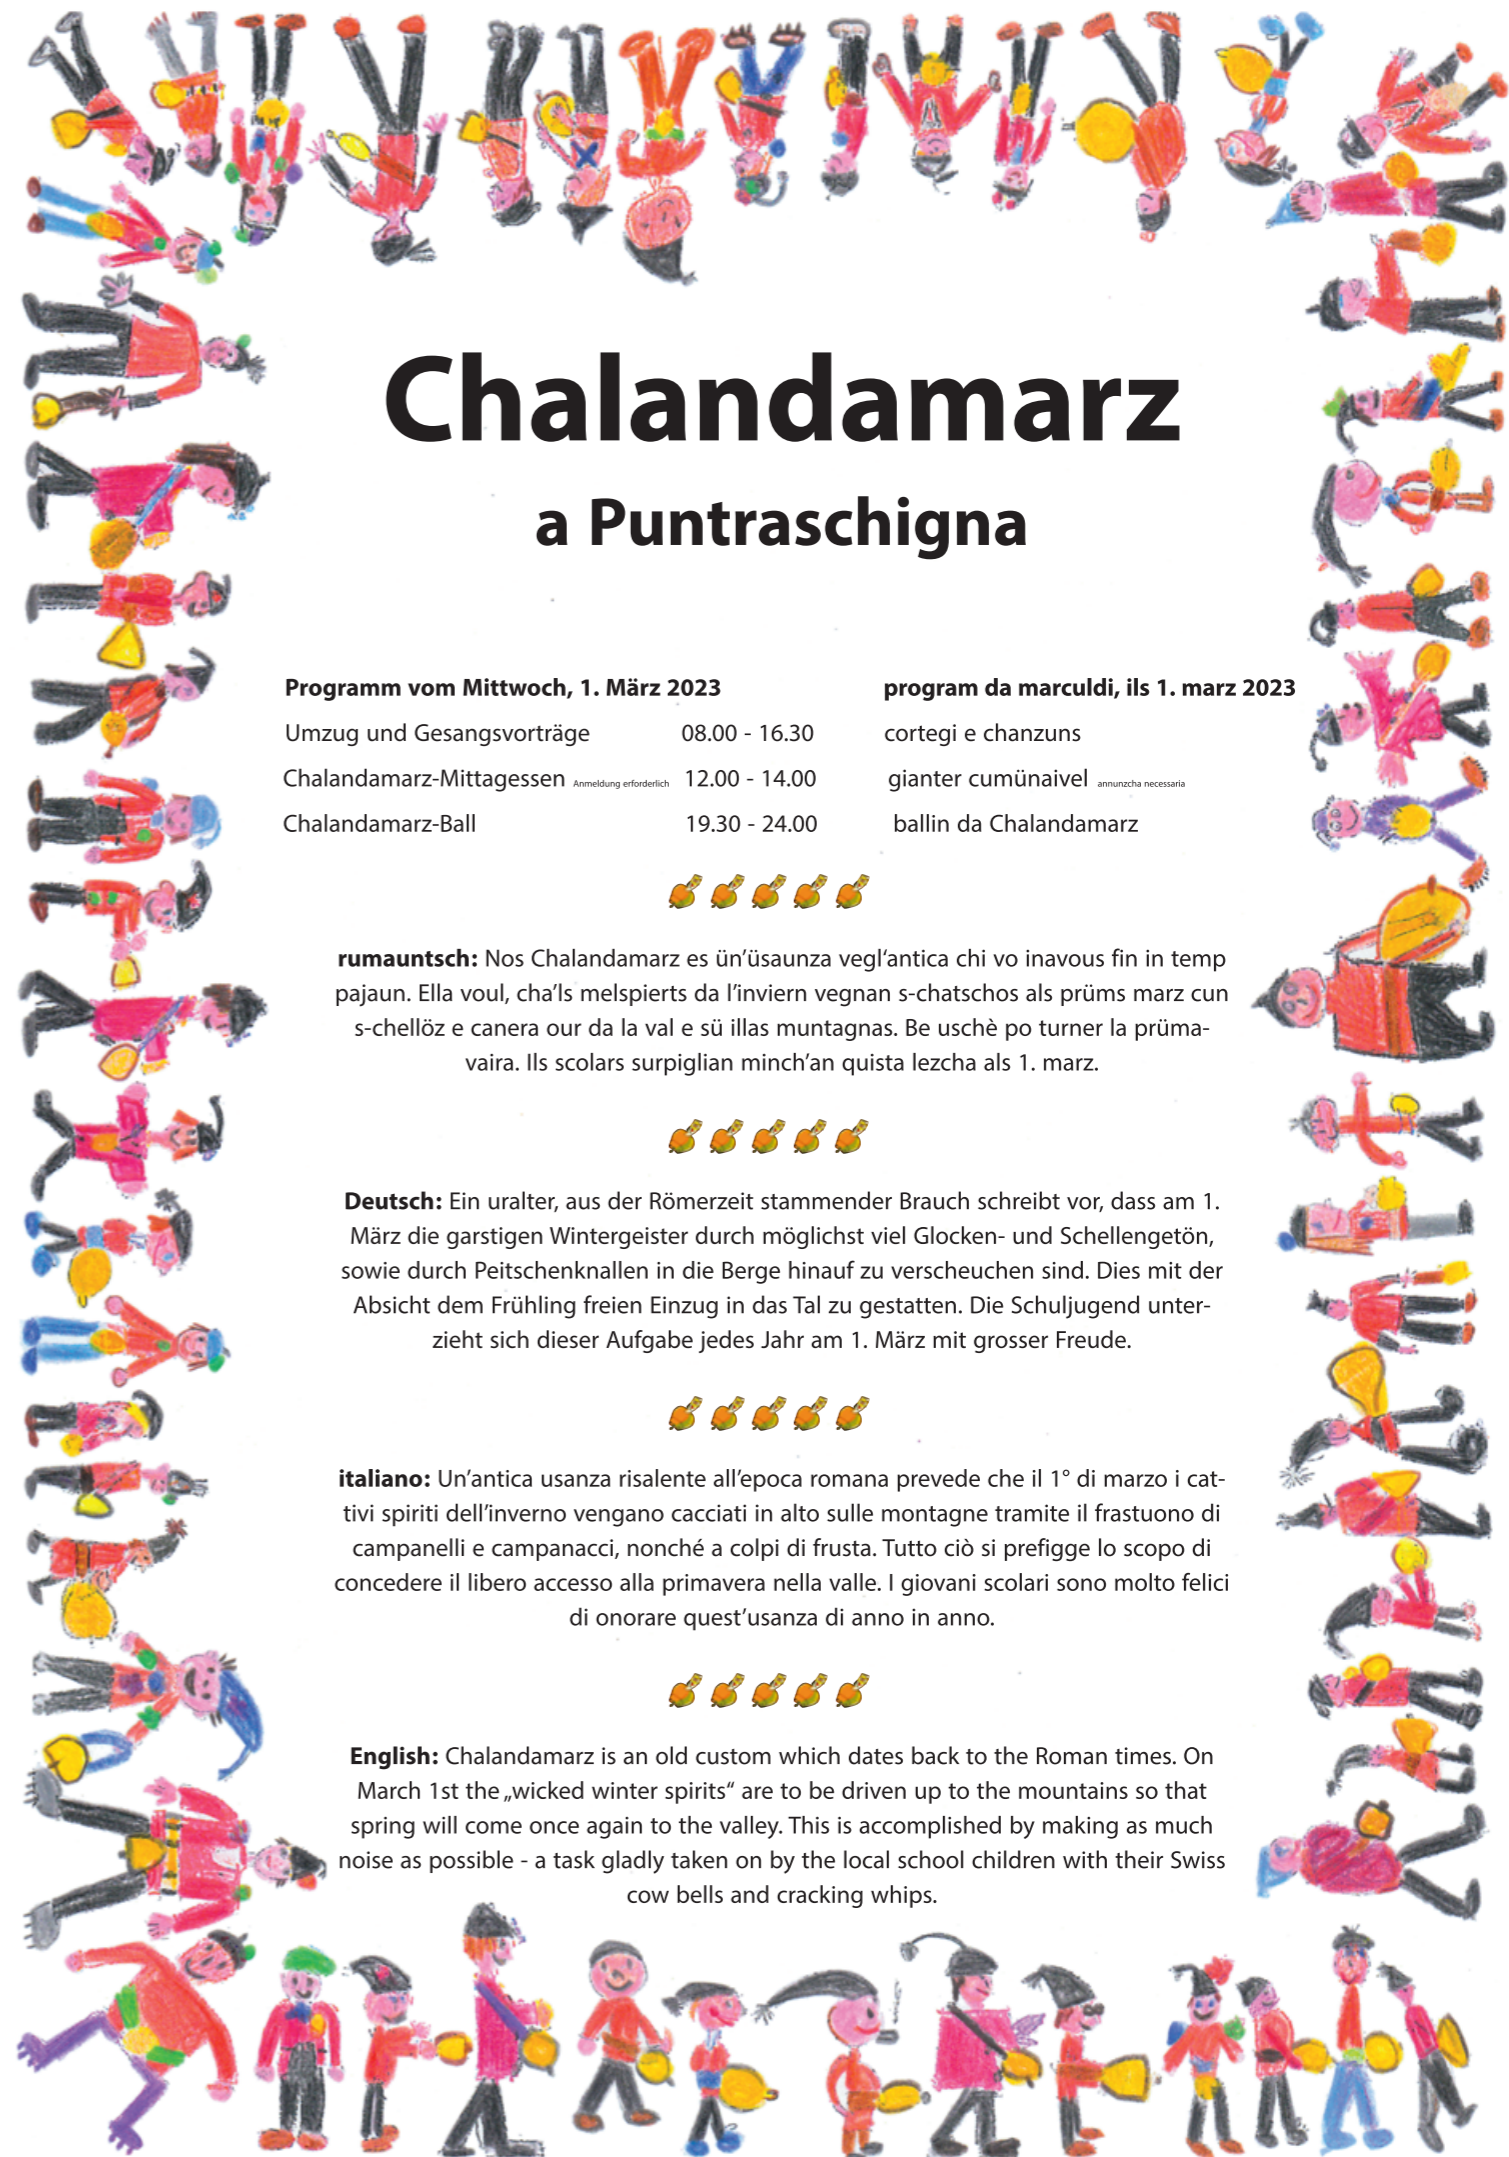 Chalandamarz
a Puntraschigna
Programm vom Mittwoch, 1. März 2023 program da marculdi, ils 1. marz 2023
Umzug und Gesangsvorträge 08.00 - 16.30 cortegi e chanzuns
Chalandamarz-Mittagessen Anmeldung erforderlich 12.00 - 14.00 gianter cumünaivel annunzcha necessaria
Chalandamarz-Ball 19.30 - 24.00 ballin da Chalandamarz
rumauntsch: Nos Chalandamarz es ün’üsaunza vegl‘antica chi vo inavous fin in temp
pajaun. Ella voul, cha’ls melspierts da l’inviern vegnan s-chatschos als prüms marz cun
s-chellöz e canera our da la val e sü illas muntagnas. Be uschè po turner la prüma-
vaira. Ils scolars surpiglian minch’an quista lezcha als 1. marz.
Deutsch: Ein uralter, aus der Römerzeit stammender Brauch schreibt vor, dass am 1.
März die garstigen Wintergeister durch möglichst viel Glocken- und Schellengetön,
sowie durch Peitschenknallen in die Berge hinauf zu verscheuchen sind. Dies mit der
Absicht dem Frühling freien Einzug in das Tal zu gestatten. Die Schuljugend unter-
zieht sich dieser Aufgabe jedes Jahr am 1. März mit grosser Freude.
italiano: Un’antica usanza risalente all’epoca romana prevede che il 1° di marzo i cat-
tivi spiriti dell’inverno vengano cacciati in alto sulle montagne tramite il frastuono di
campanelli e campanacci, nonché a colpi di frusta. Tutto ciò si prefigge lo scopo di
concedere il libero accesso alla primavera nella valle. I giovani scolari sono molto felici
di onorare quest’usanza di anno in anno.
English: Chalandamarz is an old custom which dates back to the Roman times. On
March 1st the „wicked winter spirits“ are to be driven up to the mountains so that
spring will come once again to the valley. This is accomplished by making as much
noise as possible - a task gladly taken on by the local school children with their Swiss
cow bells and cracking whips.